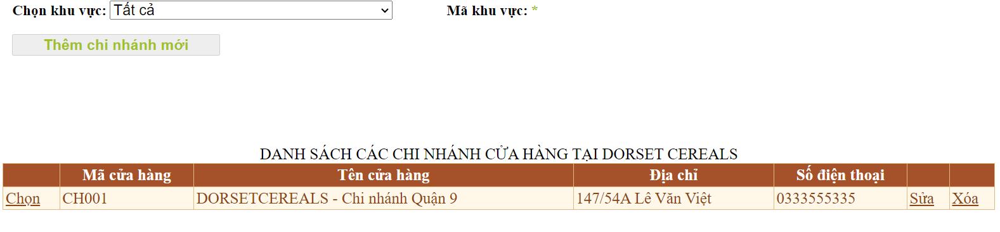 Chọn khu vực: Tất cả Mã khu vực: *
Thêm chi nhánh mới
DANH SÁCH CÁC CHI NHÁNH CỬA HÀNG TẠI DORSET CEREALS
Mã cửa hàng Tên cửa hàng Địa chỉ Số điện thoại
Chọn CH001 DORSETCEREALS - Chi nhánh Quận 9 147/54A Lê Văn Việt 0333555335 Sửa Xóa